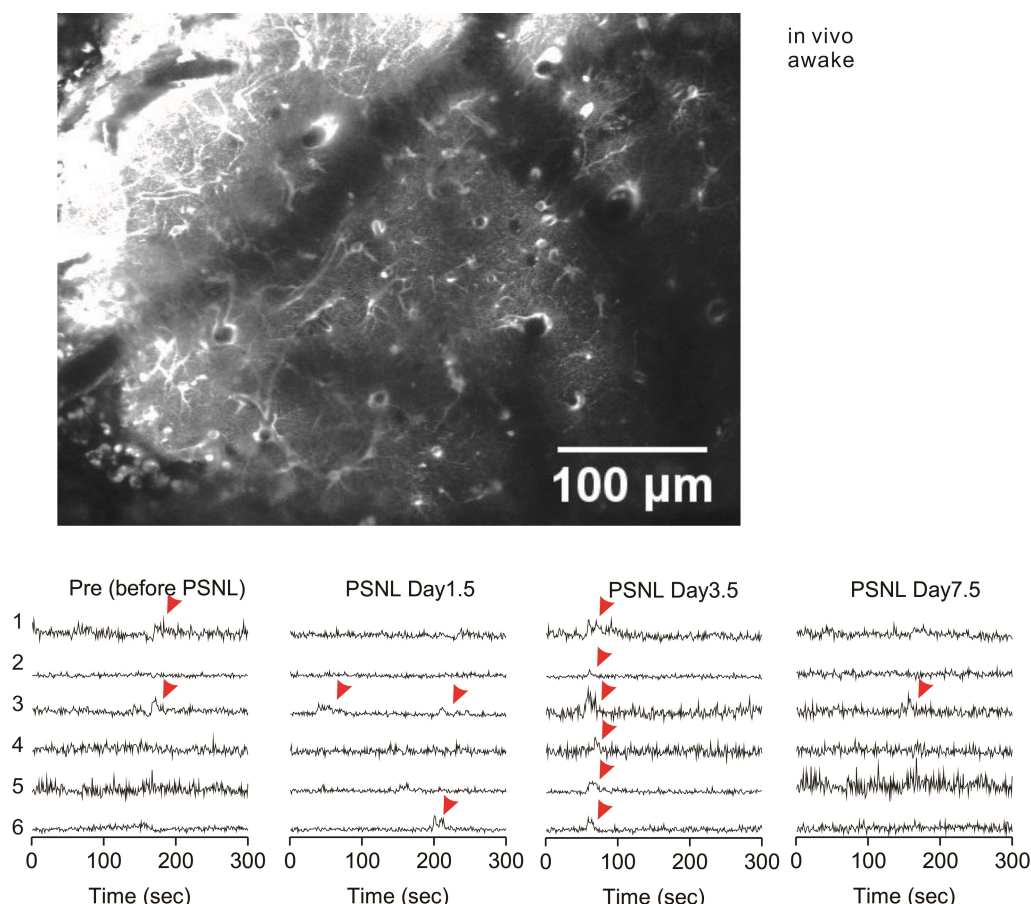 in vivo
awake
100 µm
Pre (before PSNL)
PSNL Day1.5
PSNL Day3.5
PSNL Day7.5
1
2
3
4
5
6
0 100 200 300
0 100 200 300
0 100 200 300
0 100 200 300
Time (sec)
Time (sec)
Time (sec)
Time (sec)